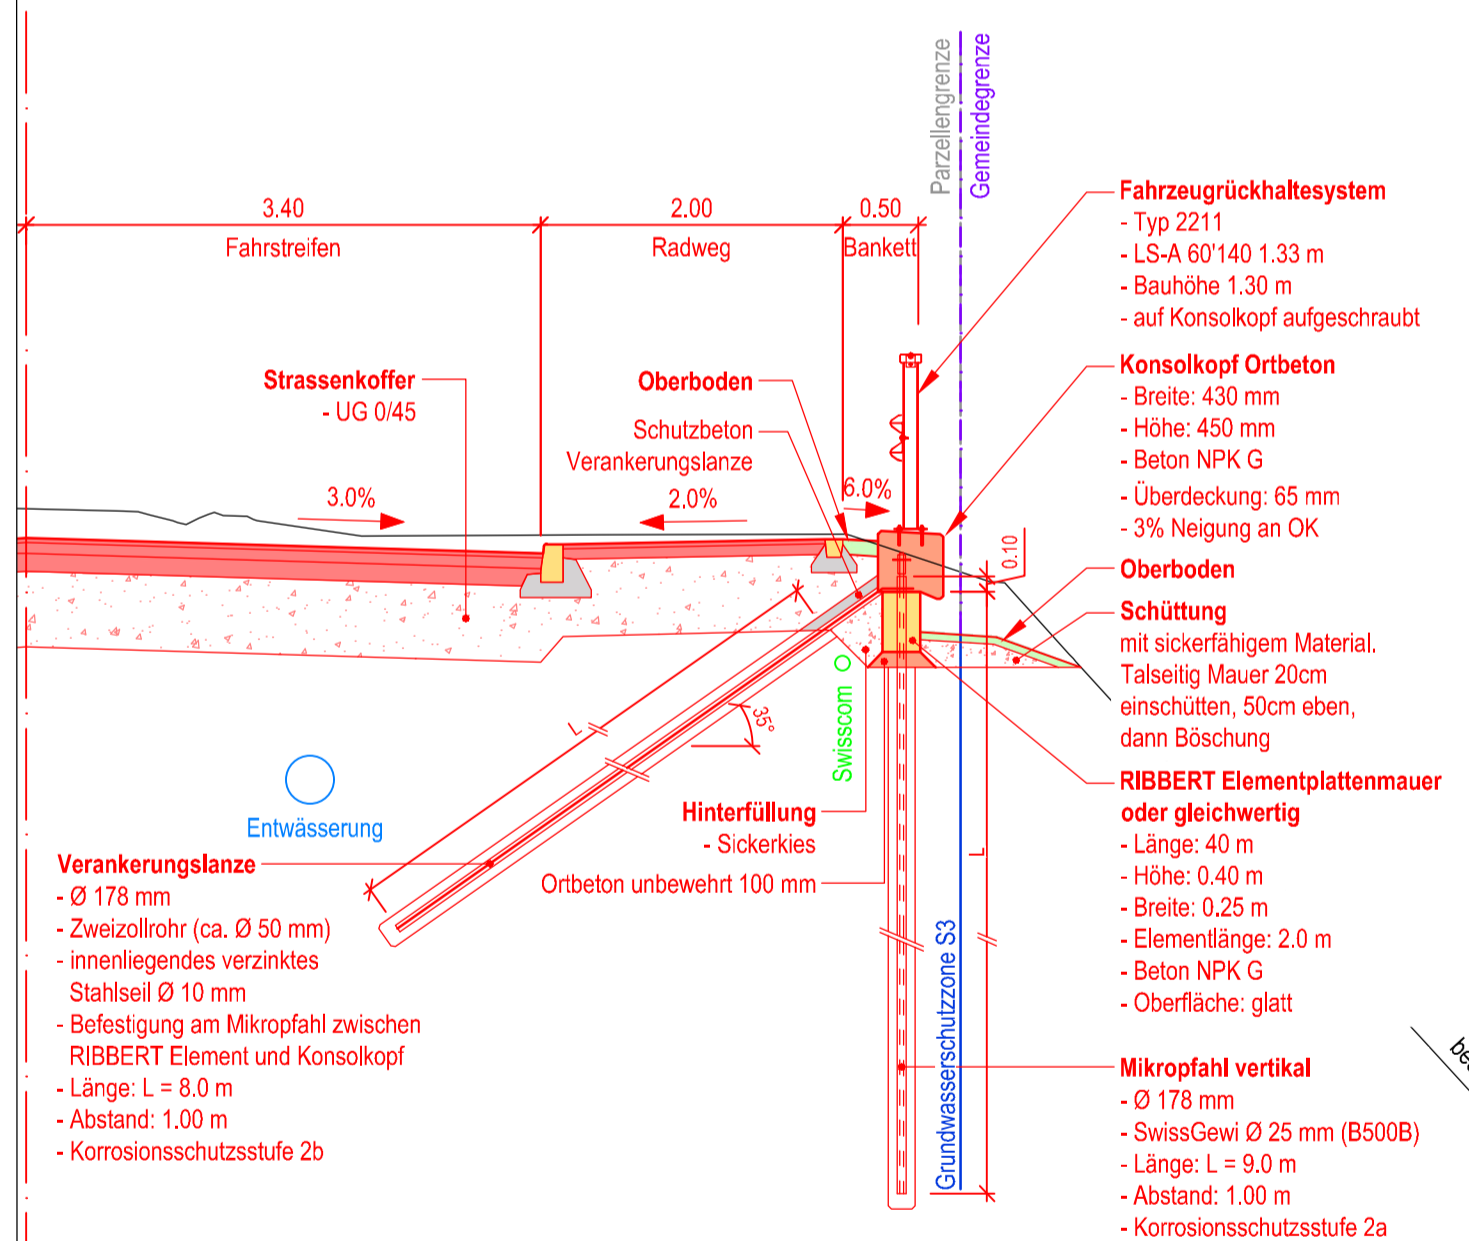 Parzellengrenze
Gemeindegrenze
3.40
2.00
0.50
Fahrstreifen
Radweg
Bankett
Fahrzeugrückhaltesystem
- Typ 2211
- LS-A 60'140 1.33 m
- Bauhöhe 1.30 m
- auf Konsolkopf aufgeschraubt
Strassenkoffer
- UG 0/45
Oberboden
Schutzbeton
Verankerungslanze
Konsolkopf Ortbeton
- Breite: 430 mm
- Höhe: 450 mm
- Beton NPK G
- Überdeckung: 65 mm
- 3% Neigung an OK
3.0%
2.0%
6.0%
0.10
Oberboden
Schüttung
mit sickerfähigem Material.
Talseitig Mauer 20cm
einschütten, 50cm eben,
dann Böschung
L
35°
Swisscom
Entwässerung
Hinterfüllung
- Sickerkies
Ortbeton unbewehrt 100 mm
RIBBERT Elementplattenmauer
oder gleichwertig
- Länge: 40 m
- Höhe: 0.40 m
- Breite: 0.25 m
- Elementlänge: 2.0 m
- Beton NPK G
- Oberfläche: glatt
L
Verankerungslanze
- Ø 178 mm
- Zweizollrohr (ca. Ø 50 mm)
- innenliegendes verzinktes
Stahlseil Ø 10 mm
- Befestigung am Mikropfahl zwischen
RIBBERT Element und Konsolkopf
- Länge: L = 8.0 m
- Abstand: 1.00 m
- Korrosionsschutzsstufe 2b
Grundwasserschutzzone S3
Mikropfahl vertikal
- Ø 178 mm
- SwissGewi Ø 25 mm (B500B)
- Länge: L = 9.0 m
- Abstand: 1.00 m
- Korrosionsschutzsstufe 2a